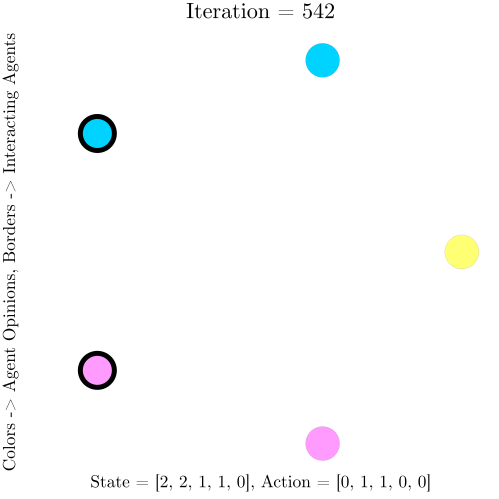 Iteration = 542
Colors -> Agent Opinions, Borders -> Interacting Agents
State = [2, 2, 1, 1, 0], Action = [0, 1, 1, 0, 0]